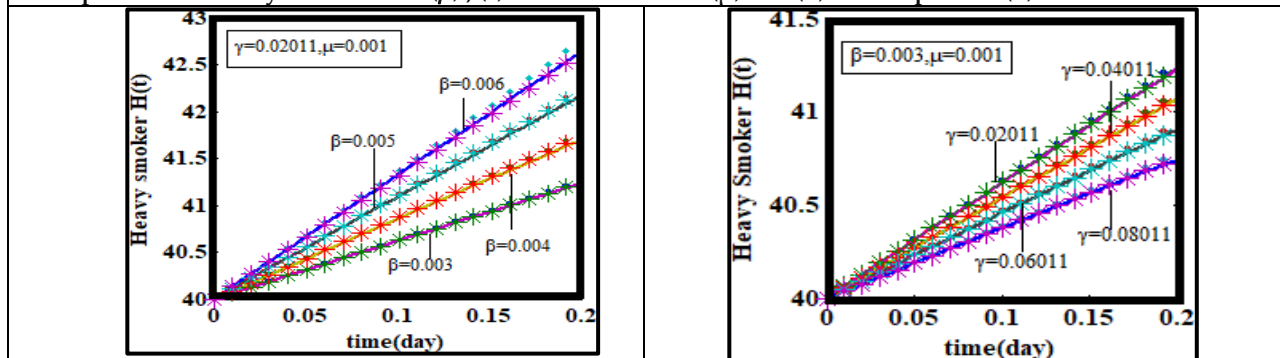 43
42.5
42
41.5
41
40.5
40
Heavy smoker H(t)
γ=0.02011,μ=0.001
β=0.006
β=0.005
β=0.004
β=0.003
0 0.05 0.1 0.15 0.2
time(day)
41.5
41
40.5
40
Heavy Smoker H(t)
β=0.003,μ=0.001
γ=0.04011
γ=0.02011
γ=0.08011
γ=0.06011
0 0.05 0.1 0.15 0.2
time(day)